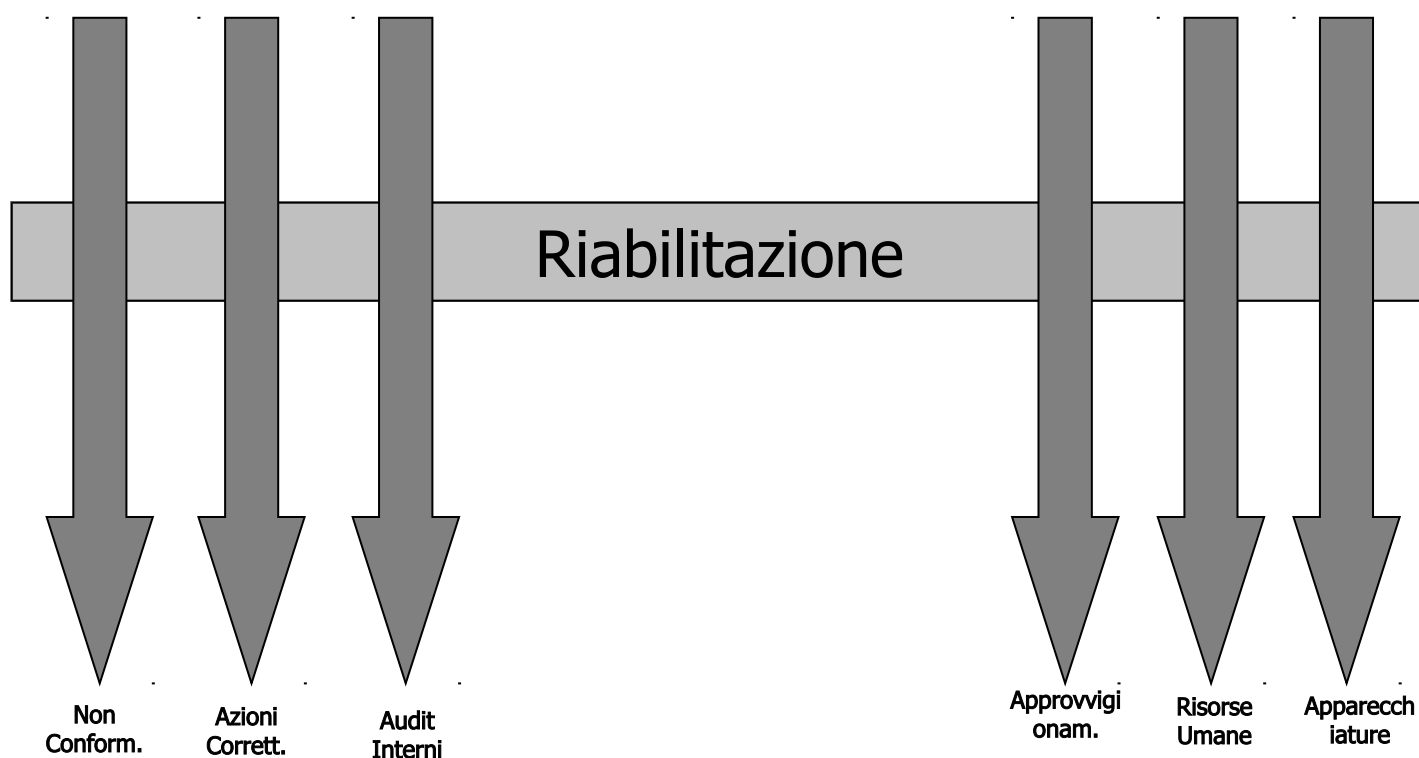 Riabilitazione
Non
Conform.
Azioni
Corrett.
Audit
Interni
Approvvigi
onam.
Risorse
Umane
Apparecch
iature